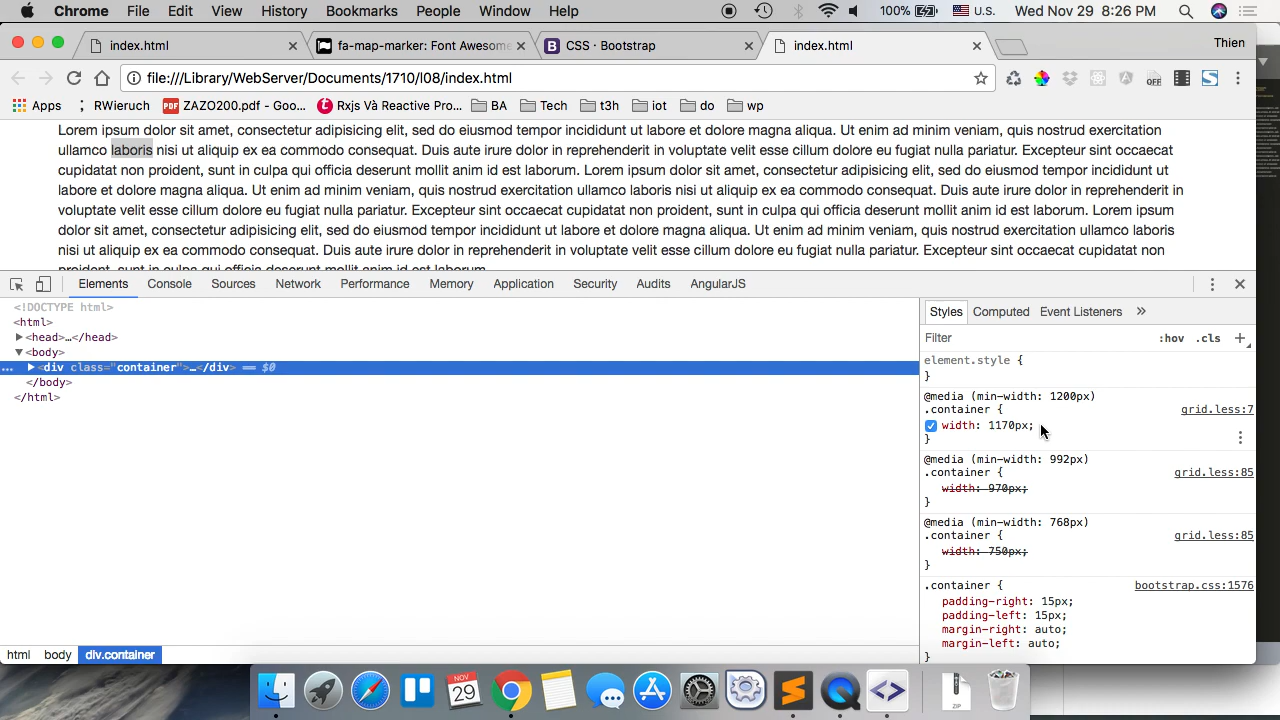 Chrome File Edit View History Bookmarks People Window Help 100% U.S. Wed Nov 29 8:26 PM
index.html fa-map-marker: Font Awesom CSS · Bootstrap index.html Thien
file:///Library/WebServer/Documents/1710/l08/index.html
Apps RWieruch ZAZO200.pdf - Goo... Rxjs Và Reactive Pr... BA Tech t3h iot do wp
Lorem ipsum dolor sit amet, consectetur adipisicing elit, sed do eiusmod tempor incididunt ut labore et dolore magna aliqua. Ut enim ad minim veniam, quis nostrud exercitation
ullamco laboris nisi ut aliquip ex ea commodo consequat. Duis aute irure dolor in reprehenderit in voluptate velit esse cillum dolore eu fugiat nulla pariatur. Excepteur sint occaecat
cupidatat non proident, sunt in culpa qui officia deserunt mollit anim id est laborum. Lorem ipsum dolor sit amet, consectetur adipisicing elit, sed do eiusmod tempor incididunt ut
labore et dolore magna aliqua. Ut enim ad minim veniam, quis nostrud exercitation ullamco laboris nisi ut aliquip ex ea commodo consequat. Duis aute irure dolor in reprehenderit in
voluptate velit esse cillum dolore eu fugiat nulla pariatur. Excepteur sint occaecat cupidatat non proident, sunt in culpa qui officia deserunt mollit anim id est laborum. Lorem ipsum
dolor sit amet, consectetur adipisicing elit, sed do eiusmod tempor incididunt ut labore et dolore magna aliqua. Ut enim ad minim veniam, quis nostrud exercitation ullamco laboris
nisi ut aliquip ex ea commodo consequat. Duis aute irure dolor in reprehenderit in voluptate velit esse cillum dolore eu fugiat nulla pariatur. Excepteur sint occaecat cupidatat non
proident, sunt in culpa qui officia deserunt mollit anim id est laborum.
Elements Console Sources Network Performance Memory Application Security Audits AngularJS
<!DOCTYPE html>
<html>
<head>…</head>
<body>
... <div class="container">…</div> == $0
</body>
</html>
html body div.container
Styles Computed Event Listeners »
Filter :hov .cls +
element.style {
}
@media (min-width: 1200px)
.container { grid.less:7
width: 1170px;
}
@media (min-width: 992px)
.container { grid.less:85
width: 970px;
}
@media (min-width: 768px)
.container { grid.less:85
width: 750px;
}
.container { bootstrap.css:1576
padding-right: 15px;
padding-left: 15px;
margin-right: auto;
margin-left: auto;
}
NOV
29
ZIP